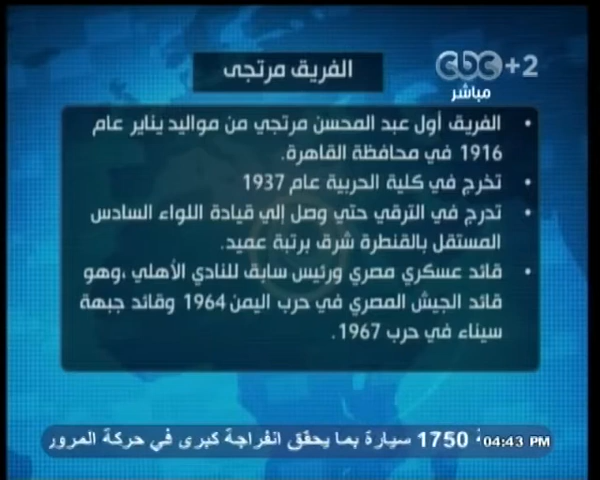 الفريق مرتجى
cbc +2
مباشر
• الفريق أول عبد المحسن مرتجي من مواليد يناير عام
1916 في محافظة القاهرة.
• تخرج في كلية الحربية عام 1937
• تدرج في الترقي حتي وصل إلي قيادة اللواء السادس
المستقل بالقنطرة شرق برتبة عميد.
• قائد عسكري مصري ورئيس سابق للنادي الأهلي ،وهو
قائد الجيش المصري في حرب اليمن 1964 وقائد جبهة
سيناء في حرب 1967.
1750 سيارة بما يحقق انفراجة كبرى في حركة المرور
04:43 PM